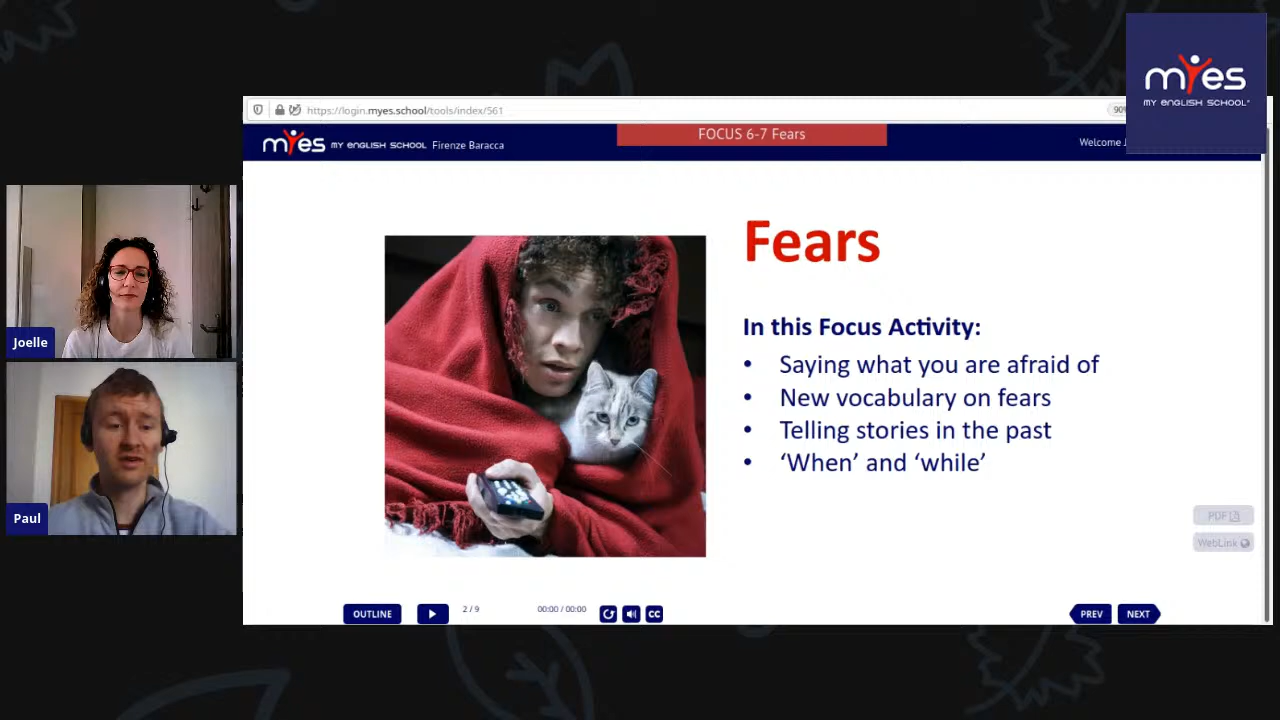 myes
MY ENGLISH SCHOOL
https://login.myes.school/tools/index/561
90%
myes MY ENGLISH SCHOOL Firenze Baracca
FOCUS 6-7 Fears
Welcome J
Fears
In this Focus Activity:
• Saying what you are afraid of
• New vocabulary on fears
• Telling stories in the past
• ‘When’ and ‘while’
Joelle
Paul
PDF
WebLink
OUTLINE
2 / 9
00:00 / 00:00
CC
PREV
NEXT